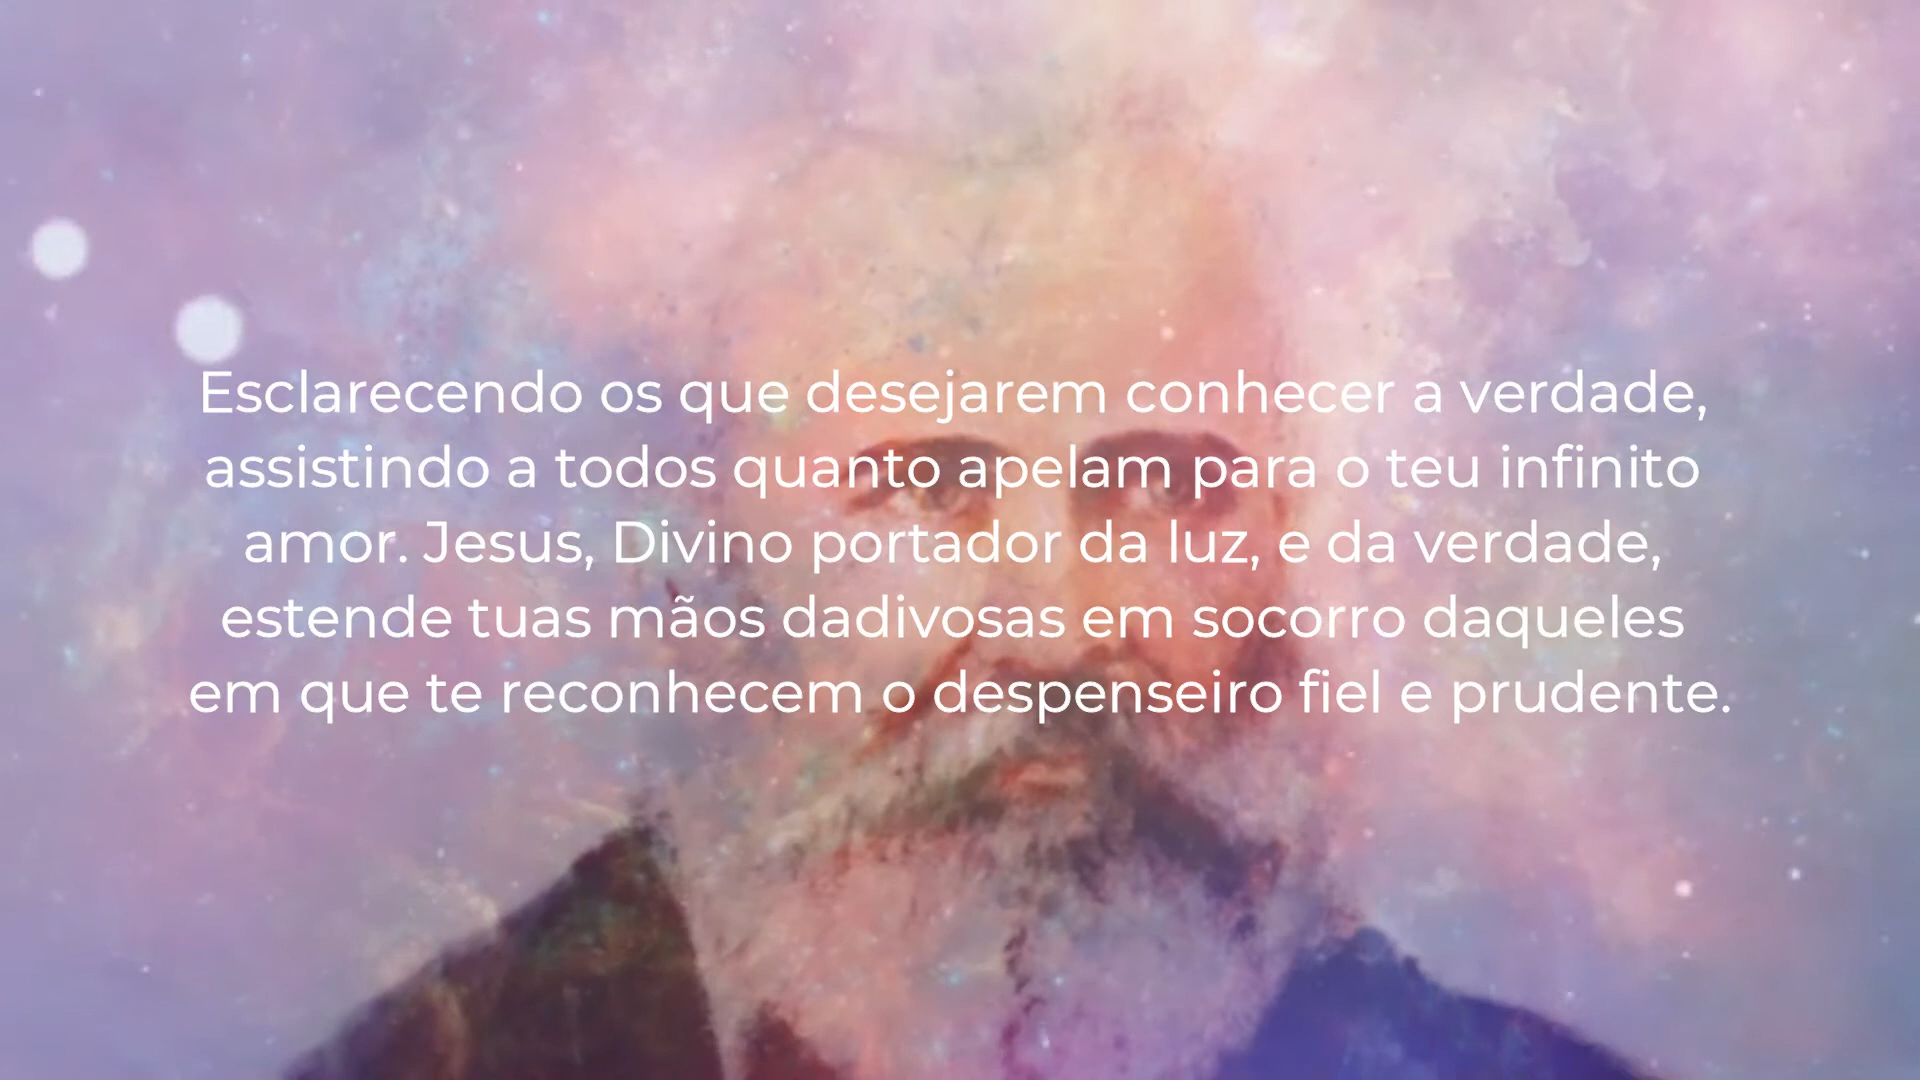 Esclarecendo os que desejarem conhecer a verdade,
assistindo a todos quanto apelam para o teu infinito
amor. Jesus, Divino portador da luz, e da verdade,
estende tuas mãos dadivosas em socorro daqueles
em que te reconhecem o despenseiro fiel e prudente.